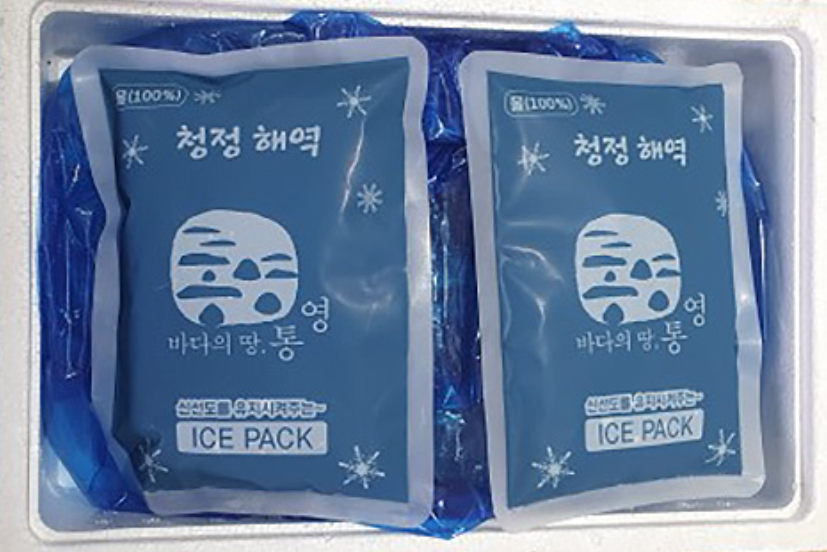 물(100%)
청정 해역
바다의 땅, 통영
신선도를 유지시켜주는~
ICE PACK
물(100%)
청정 해역
바다의 땅, 통영
신선도를 유지시켜주는~
ICE PACK